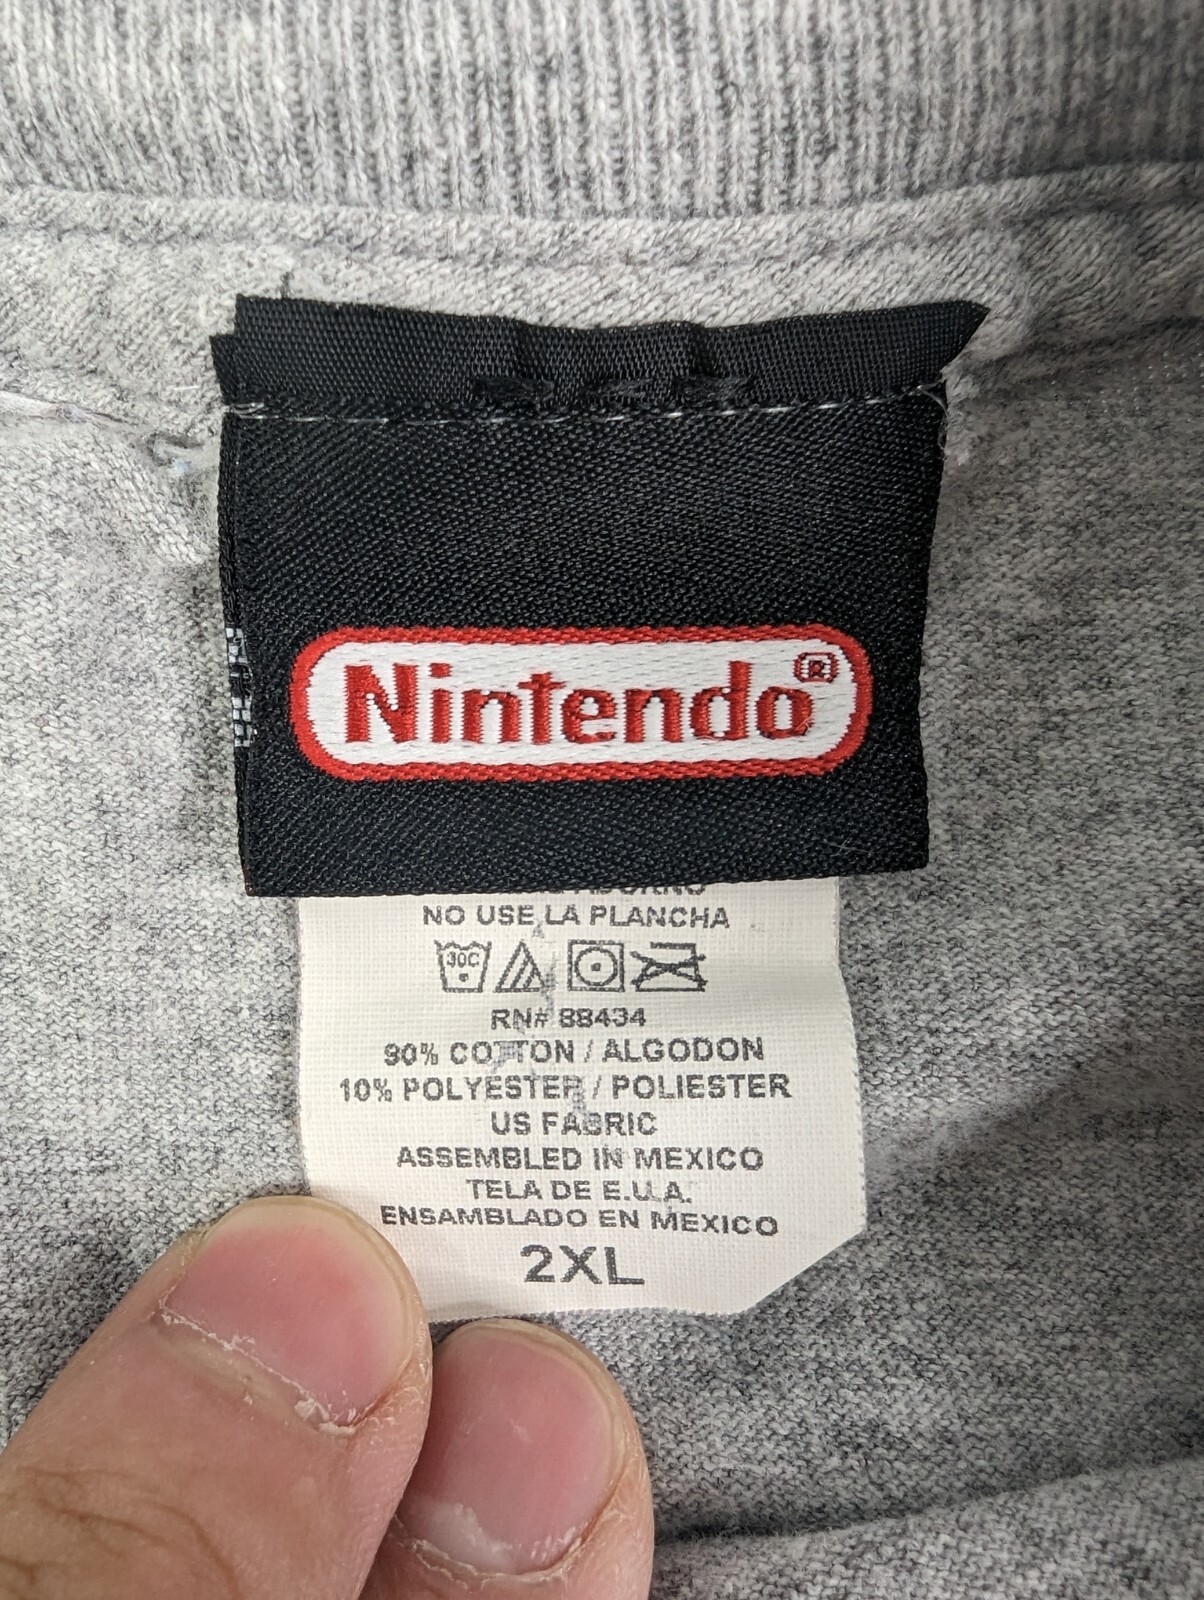 Nintendo®
NO USE LA PLANCHA
30C
RN# 88434
90% COTTON / ALGODON
10% POLYESTER / POLIESTER
US FABRIC
ASSEMBLED IN MEXICO
TELA DE E.U.A.
ENSAMBLADO EN MEXICO
2XL